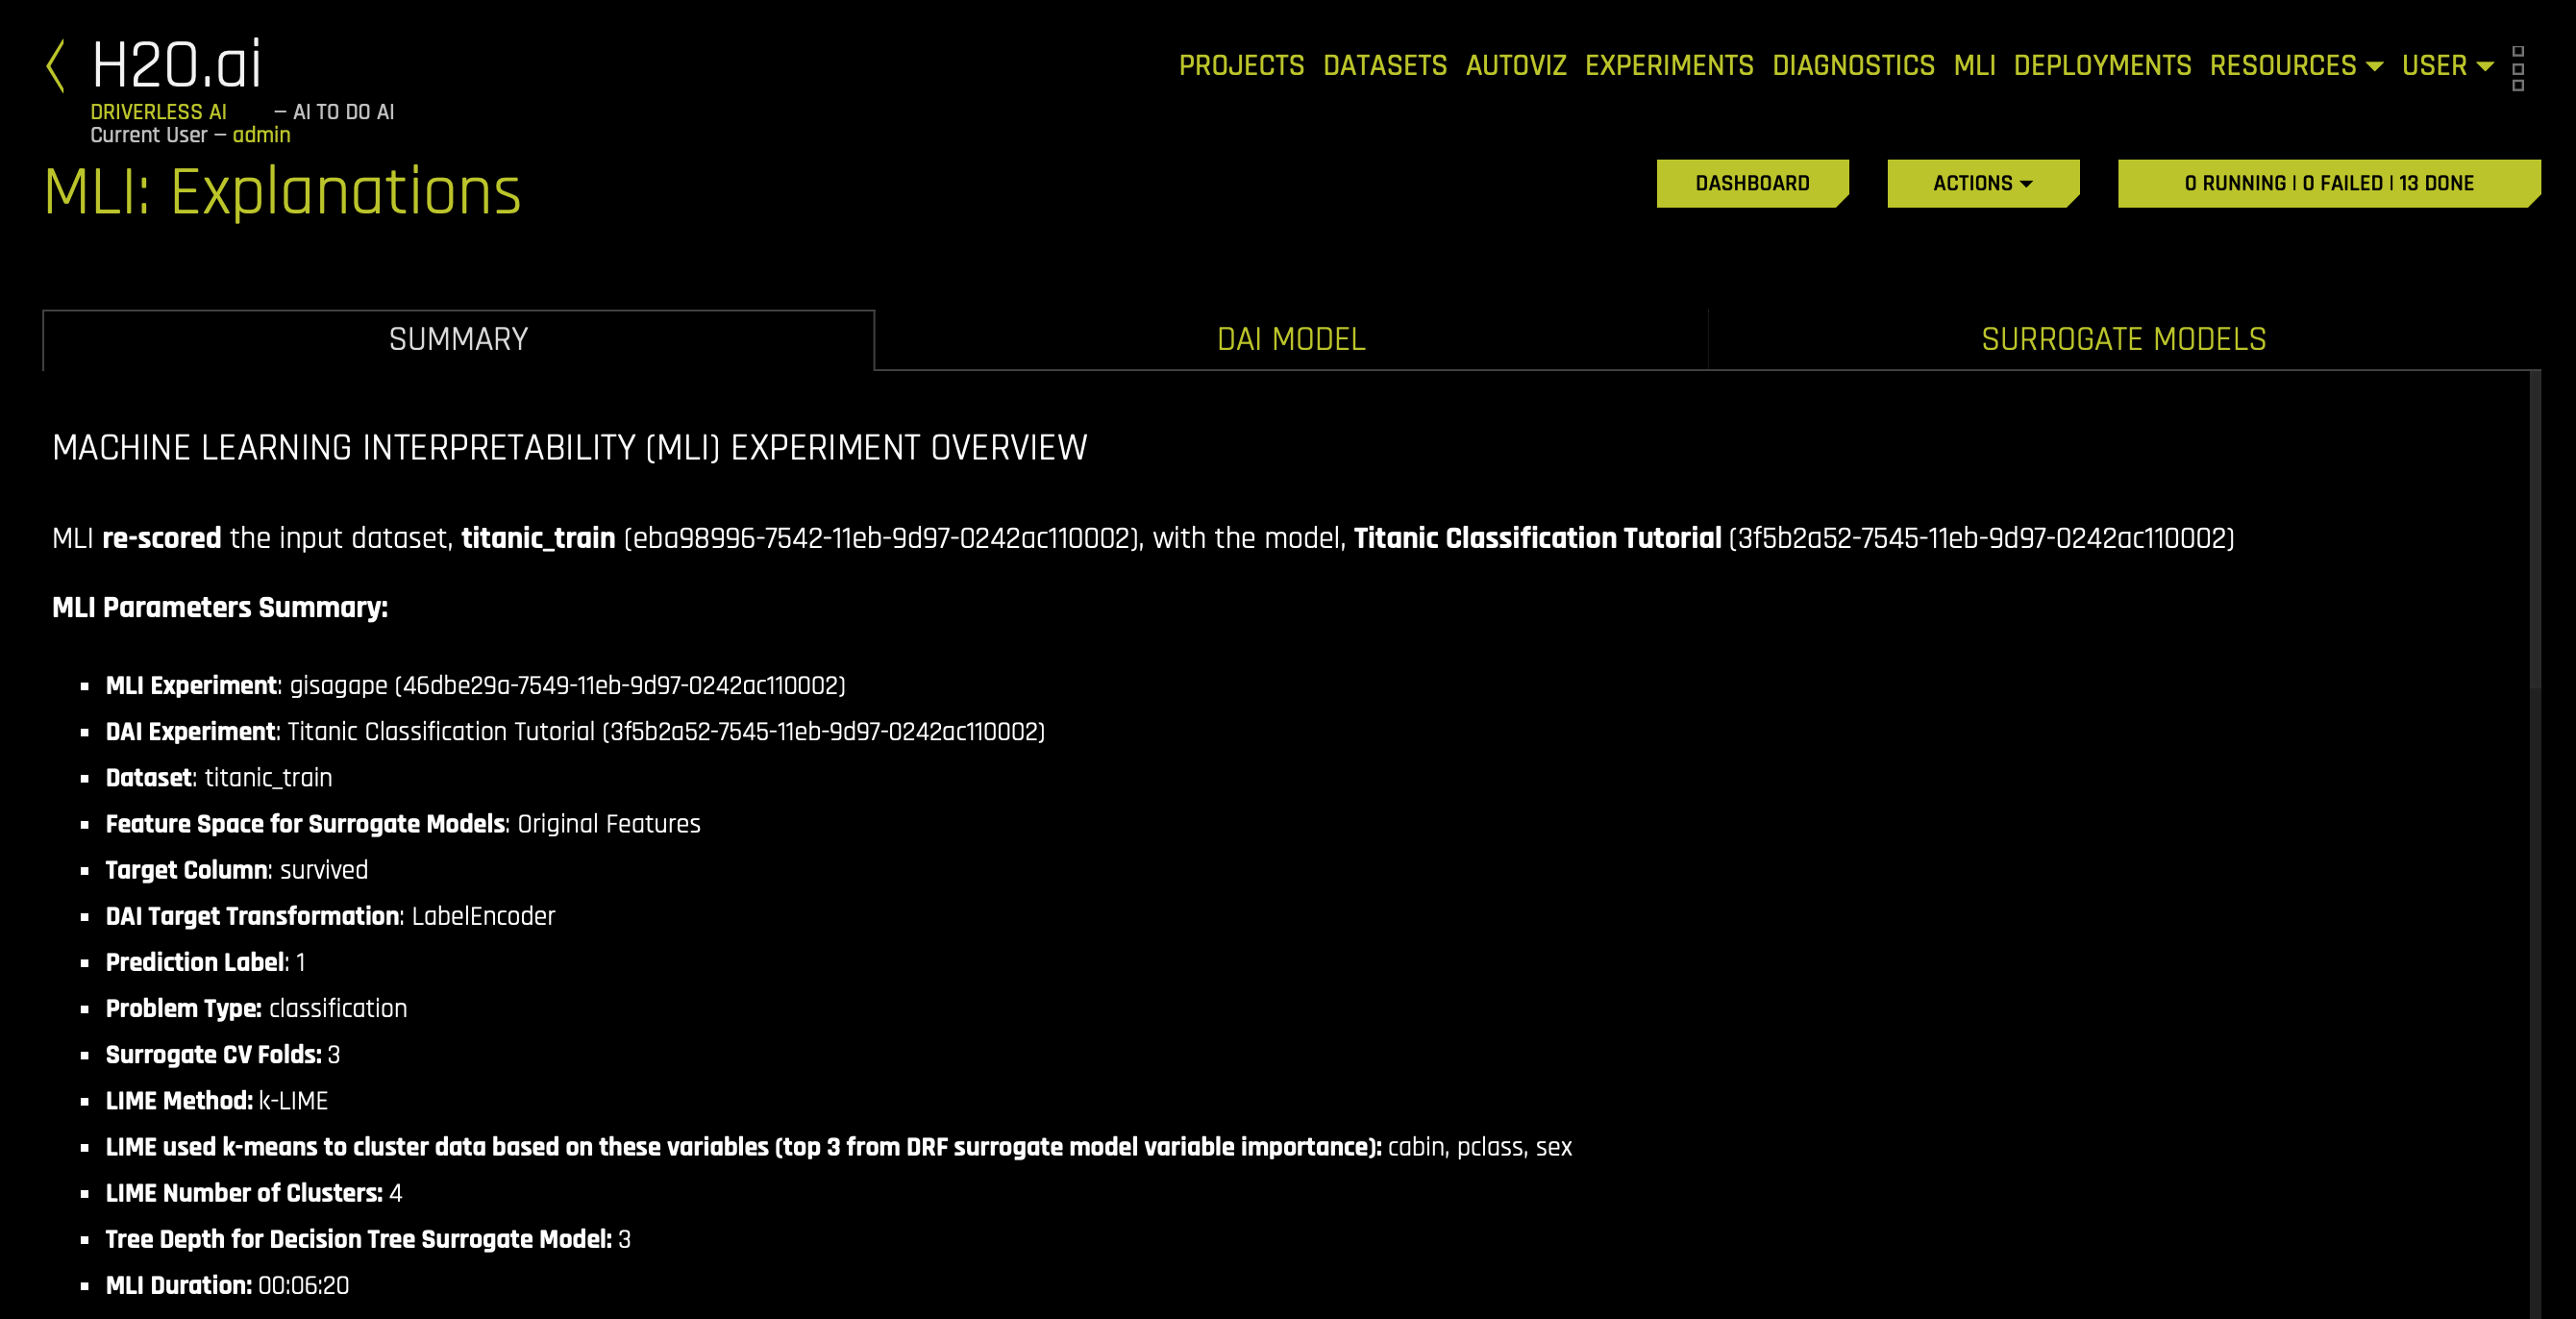 H2O.ai
PROJECTS DATASETS AUTOVIZ EXPERIMENTS DIAGNOSTICS MLI DEPLOYMENTS RESOURCES USER
DRIVERLESS AI — AI TO DO AI
Current User — admin
MLI: Explanations
DASHBOARD
ACTIONS
0 RUNNING | 0 FAILED | 13 DONE
SUMMARY
DAI MODEL
SURROGATE MODELS
MACHINE LEARNING INTERPRETABILITY (MLI) EXPERIMENT OVERVIEW
MLI re-scored the input dataset, titanic_train (eba98996-7542-11eb-9d97-0242ac110002), with the model, Titanic Classification Tutorial (3f5b2a52-7545-11eb-9d97-0242ac110002)
MLI Parameters Summary:
▪ MLI Experiment: gisagape (46dbe29a-7549-11eb-9d97-0242ac110002)
▪ DAI Experiment: Titanic Classification Tutorial (3f5b2a52-7545-11eb-9d97-0242ac110002)
▪ Dataset: titanic_train
▪ Feature Space for Surrogate Models: Original Features
▪ Target Column: survived
▪ DAI Target Transformation: LabelEncoder
▪ Prediction Label: 1
▪ Problem Type: classification
▪ Surrogate CV Folds: 3
▪ LIME Method: k-LIME
▪ LIME used k-means to cluster data based on these variables (top 3 from DRF surrogate model variable importance): cabin, pclass, sex
▪ LIME Number of Clusters: 4
▪ Tree Depth for Decision Tree Surrogate Model: 3
▪ MLI Duration: 00:06:20